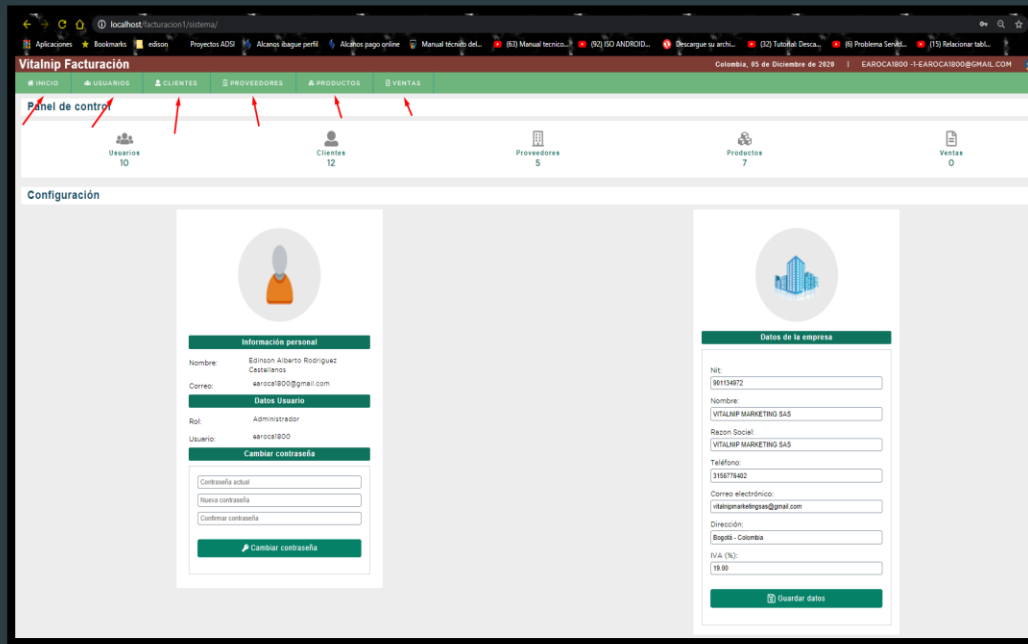 localhost/facturacion1/sistema/
Aplicaciones Bookmarks edison Proyectos ADSI Alcanos ibague perfil Alcanos pago online Manual técnico del... (63) Manual tecnico... (92) ISO ANDROID... Descargue su archi... (32) Tutorial: Desca... (6) Problema Servid... (15) Relacionar tabl...
Vitalnip Facturación Colombia, 05 de Diciembre de 2020 | EAROCA1800 -1-EAROCA1800@GMAIL.COM
INICIO USUARIOS CLIENTES PROVEEDORES PRODUCTOS VENTAS
Panel de control
Usuarios Clientes Proveedores Productos Ventas
10 12 5 7 0
Configuración
Información personal
Nombre: Edinson Alberto Rodriguez
Castellanos
Correo: earoca1800@gmail.com
Datos Usuario
Rol: Administrador
Usuario: earoca1800
Cambiar contraseña
Contraseña actual
Nueva contraseña
Confirmar contraseña
Cambiar contraseña
Datos de la empresa
Nit:
901134972
Nombre:
VITALNIP MARKETING SAS
Razon Social:
VITALNIP MARKETING SAS
Teléfono:
3156776402
Correo electrónico:
vitalnipmarketingsas@gmail.com
Dirección:
Bogotá - Colombia
IVA (%):
19.00
Guardar datos